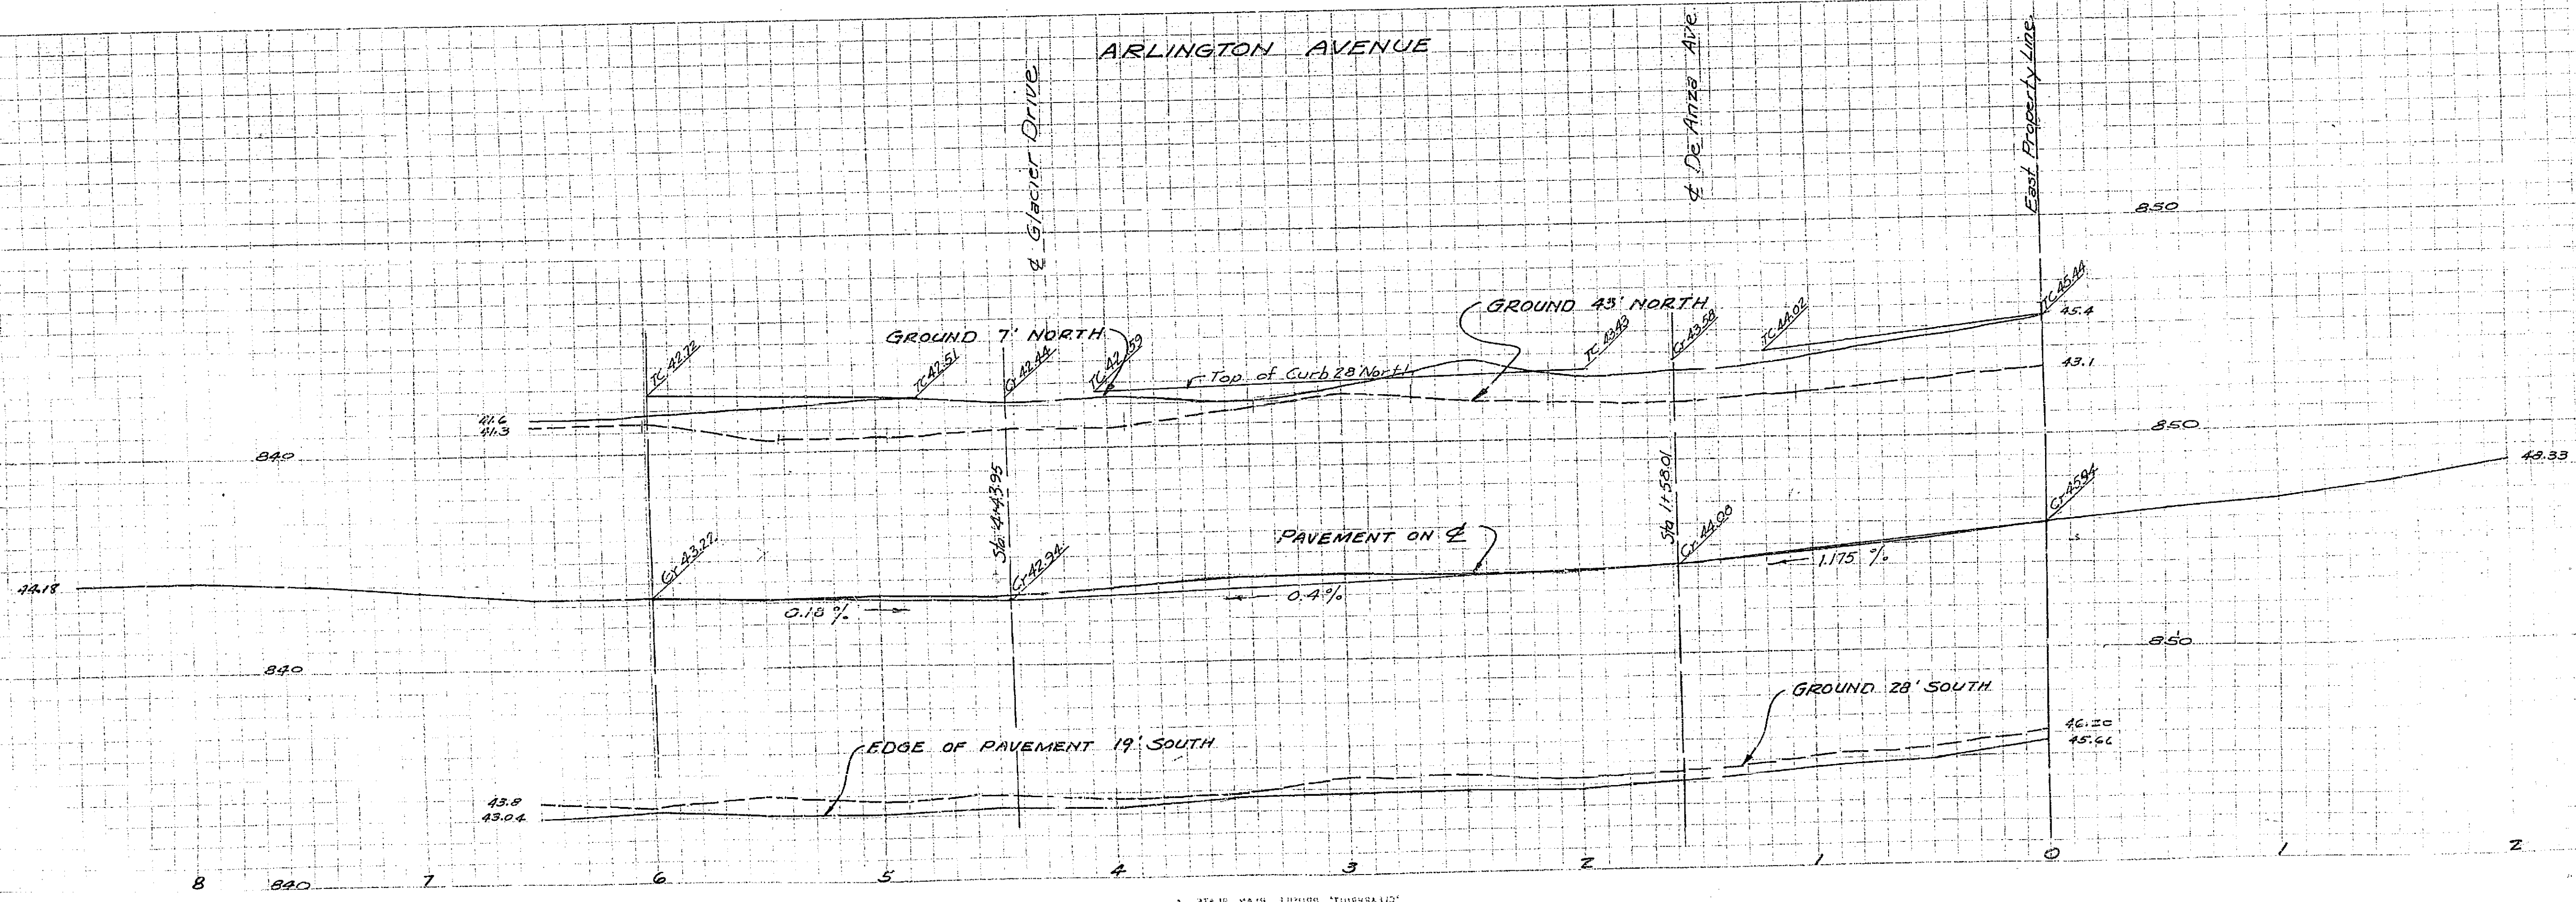 ARLINGTON AVENUE
℄ Glacier Drive
℄ De Anza Ave.
East Property Line
850
GROUND 43' NORTH
GROUND 7' NORTH
TC 42.72
TC 42.51
Gr 42.44
TC 42.59
Top of Curb 28' North
TC 43.43
Gr 43.58
TC 44.02
TC 45.44
45.4
43.1
41.6
41.3
840
850
48.33
Sta. 4+43.95
Sta 1+58.01
Gr 43.22
Gr 42.94
PAVEMENT ON ℄
Gr. 44.08
Gr 45.94
44.18
0.18 %
0.4 %
1.175 %
840
850
GROUND 28' SOUTH
EDGE OF PAVEMENT 19' SOUTH
46.20
45.66
43.8
43.04
8 840 7 6 5 4 3 2 1 0 1 2